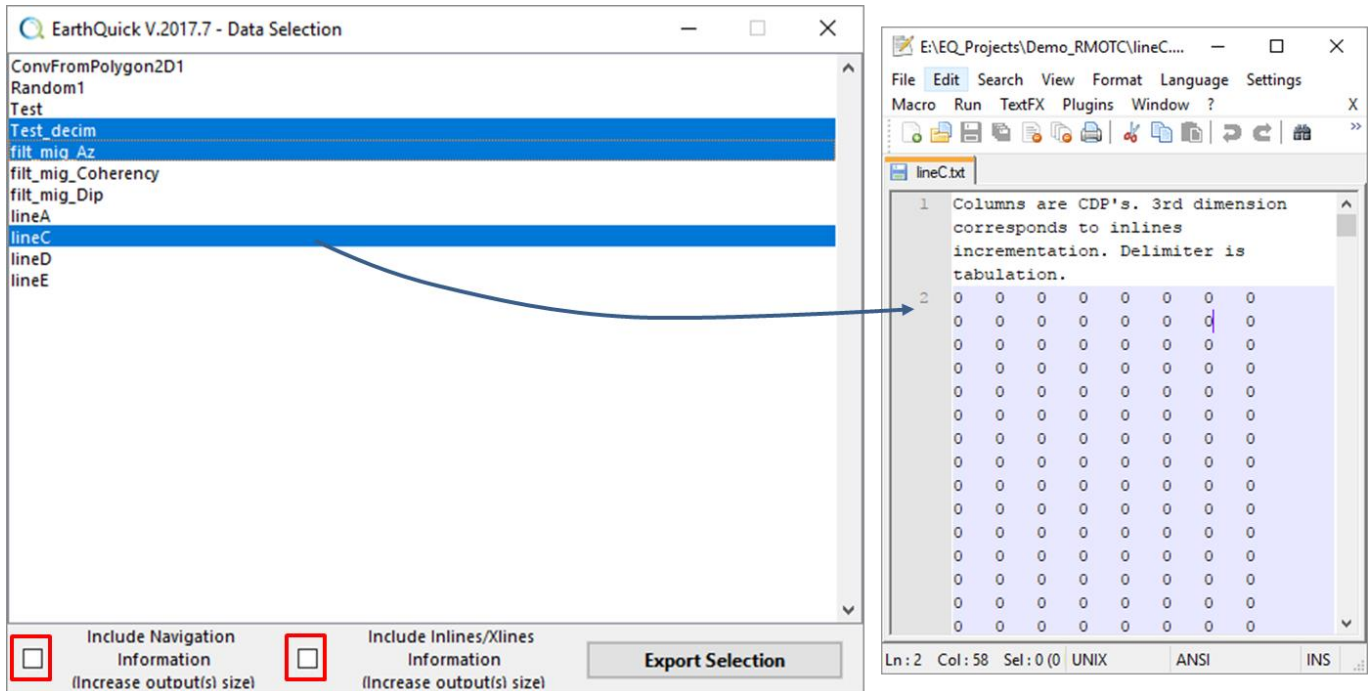 EarthQuick V.2017.7 - Data Selection
ConvFromPolygon2D1
Random1
Test
Test_decim
filt_mig_Az
filt_mig_Coherency
filt_mig_Dip
lineA
lineC
lineD
lineE
Include Navigation
Information
(Increase output(s) size)
Include Inlines/Xlines
Information
(Increase output(s) size)
Export Selection
E:\EQ_Projects\Demo_RMOTC\lineC....
File Edit Search View Format Language Settings
Macro Run TextFX Plugins Window ? X
lineC.txt
1 Columns are CDP's. 3rd dimension
corresponds to inlines
incrementation. Delimiter is
tabulation.
2 0 0 0 0 0 0 0 0
0 0 0 0 0 0 0 0
0 0 0 0 0 0 0 0
0 0 0 0 0 0 0 0
0 0 0 0 0 0 0 0
0 0 0 0 0 0 0 0
0 0 0 0 0 0 0 0
0 0 0 0 0 0 0 0
0 0 0 0 0 0 0 0
0 0 0 0 0 0 0 0
0 0 0 0 0 0 0 0
0 0 0 0 0 0 0 0
0 0 0 0 0 0 0 0
0 0 0 0 0 0 0 0
0 0 0 0 0 0 0 0
Ln : 2 Col : 58 Sel : 0 (0 UNIX ANSI INS